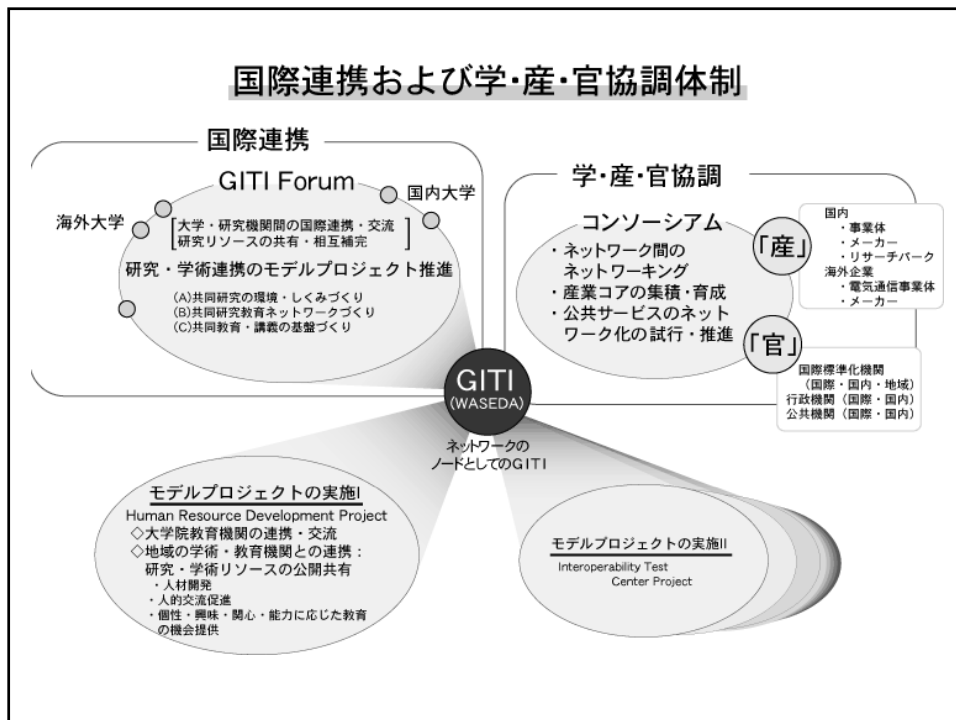 国際連携および学・産・官協調体制
国際連携
GITI Forum
海外大学
国内大学
大学・研究機関間の国際連携・交流
研究リソースの共有・相互補完
研究・学術連携のモデルプロジェクト推進
(A)共同研究の環境・しくみづくり
(B)共同研究教育ネットワークづくり
(C)共同教育・講義の基盤づくり
学・産・官協調
コンソーシアム
・ネットワーク間の
ネットワーキング
・産業コアの集積・育成
・公共サービスのネット
ワーク化の試行・推進
「産」
国内
・事業体
・メーカー
・リサーチパーク
海外企業
・電気通信事業体
・メーカー
「官」
国際標準化機関
(国際・国内・地域)
行政機関(国際・国内)
公共機関(国際・国内)
GITI
(WASEDA)
ネットワークの
ノードとしてのGITI
モデルプロジェクトの実施I
Human Resource Development Project
◇大学院教育機関の連携・交流
◇地域の学術・教育機関との連携:
研究・学術リソースの公開共有
・人材開発
・人的交流促進
・個性・興味・関心・能力に応じた教育
の機会提供
モデルプロジェクトの実施II
Interoperability Test
Center Project